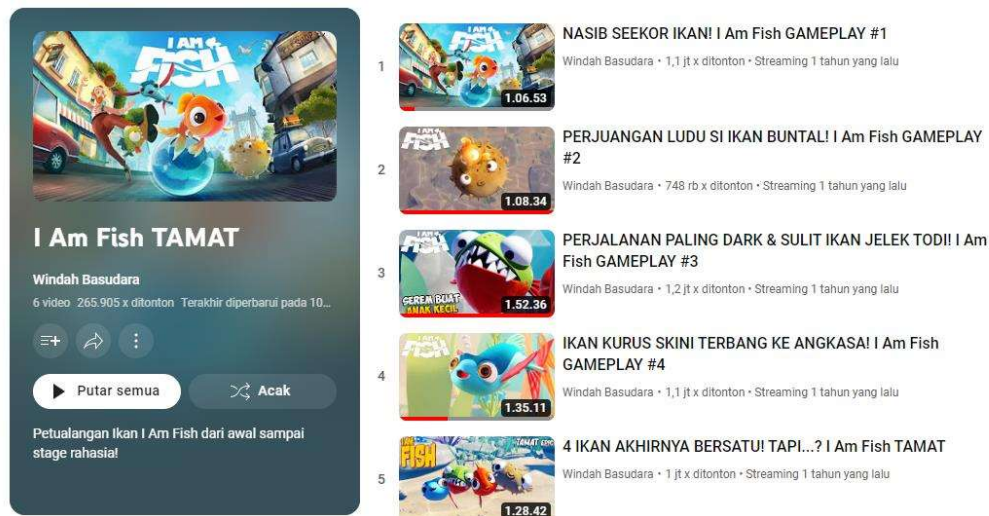 I AM
FISH
I Am Fish TAMAT
Windah Basudara
6 video 265.905 x ditonton Terakhir diperbarui pada 10...
Putar semua
Acak
Petualangan Ikan I Am Fish dari awal sampai
stage rahasia!
1
I AM
FISH
1.06.53
NASIB SEEKOR IKAN! I Am Fish GAMEPLAY #1
Windah Basudara • 1,1 jt x ditonton • Streaming 1 tahun yang lalu
2
I AM
FISH
1.08.34
PERJUANGAN LUDU SI IKAN BUNTAL! I Am Fish GAMEPLAY
#2
Windah Basudara • 748 rb x ditonton • Streaming 1 tahun yang lalu
3
I AM
FISH
SEREM BUAT
ANAK KECIL
1.52.36
PERJALANAN PALING DARK & SULIT IKAN JELEK TODI! I Am
Fish GAMEPLAY #3
Windah Basudara • 1,2 jt x ditonton • Streaming 1 tahun yang lalu
4
I AM
FISH
1.35.11
IKAN KURUS SKINI TERBANG KE ANGKASA! I Am Fish
GAMEPLAY #4
Windah Basudara • 1,1 jt x ditonton • Streaming 1 tahun yang lalu
5
I AM
FISH
TAMAT EPIC
1.28.42
4 IKAN AKHIRNYA BERSATU! TAPI...? I Am Fish TAMAT
Windah Basudara • 1 jt x ditonton • Streaming 1 tahun yang lalu